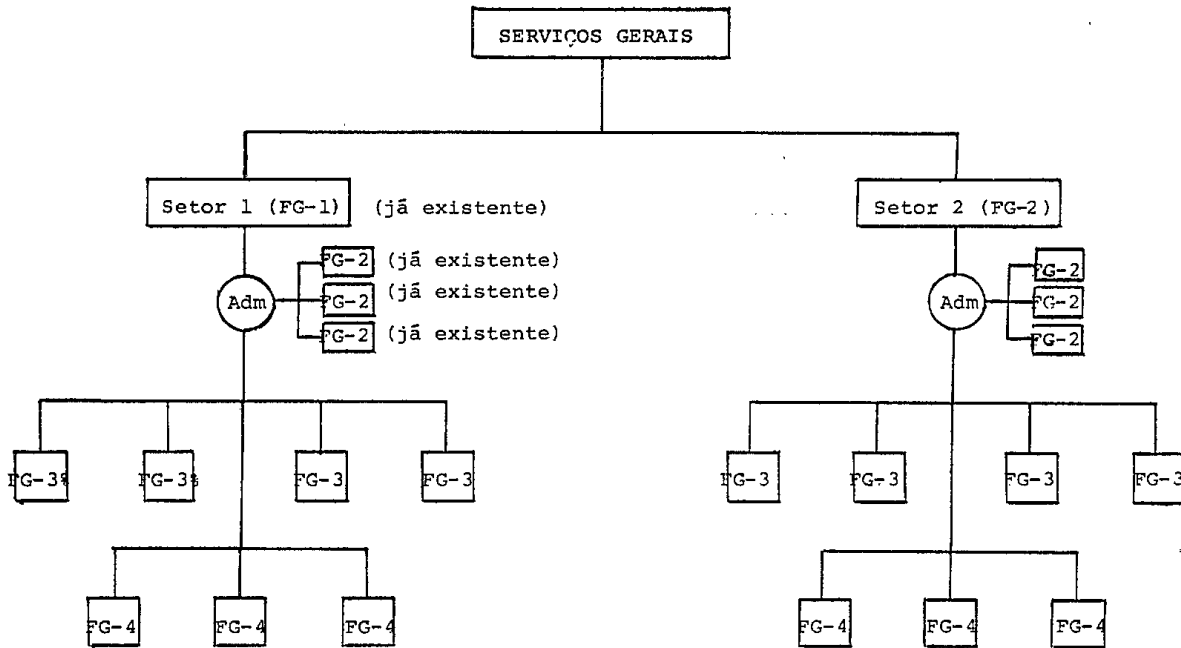 SERVIÇOS GERAIS
Setor 1 (FG-1) (já existente)
Setor 2 (FG-2)
FG-2 (já existente)
Adm FG-2 (já existente)
FG-2 (já existente)
FG-2
Adm FG-2
FG-2
FG-3* FG-3* FG-3 FG-3
FG-3 FG-3 FG-3 FG-3
FG-4 FG-4 FG-4
FG-4 FG-4 FG-4